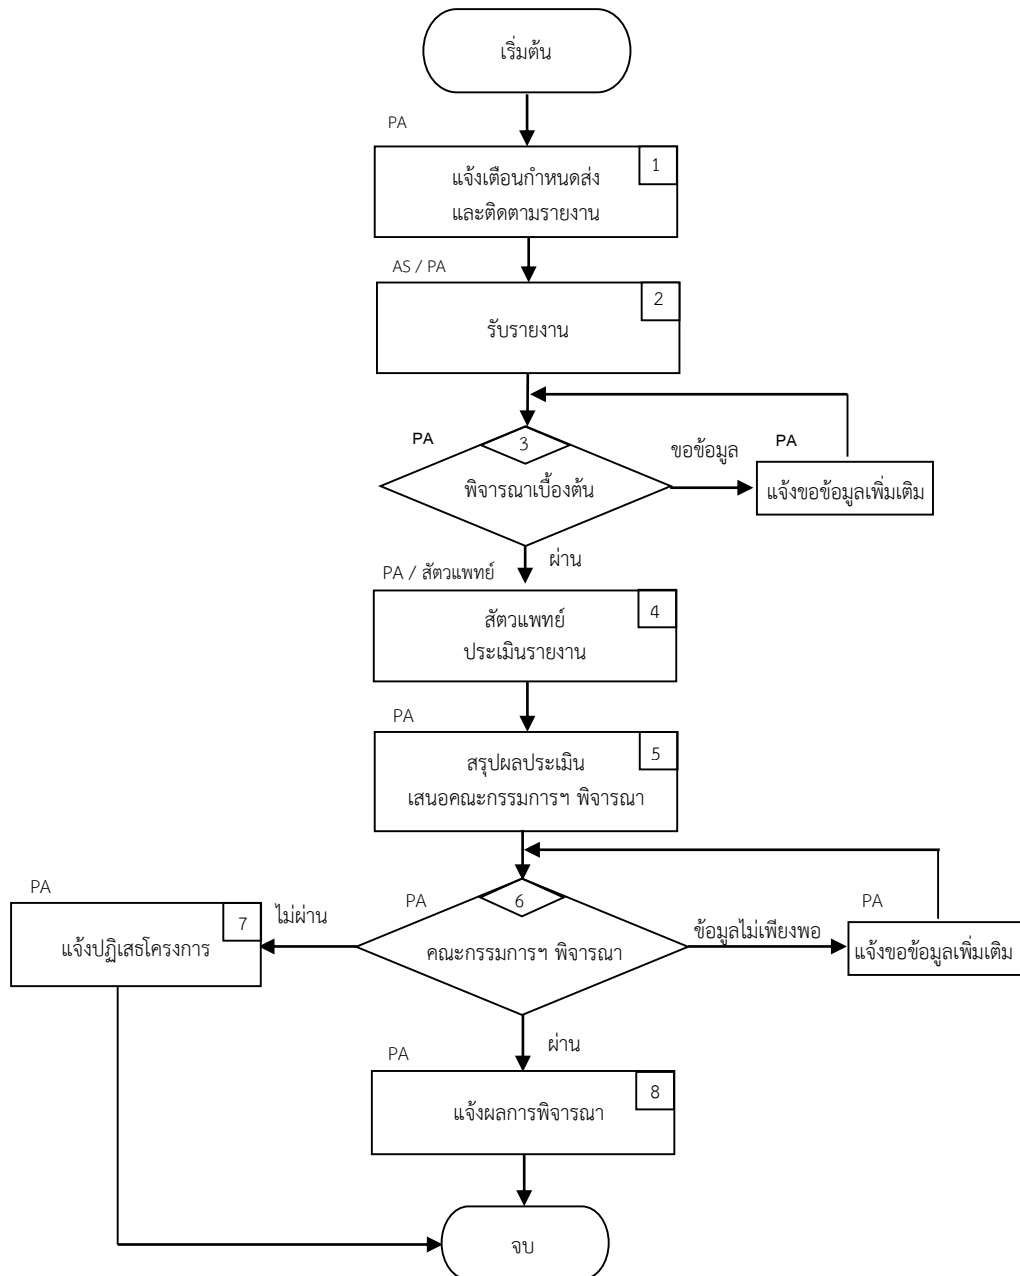 เริ่มต้น
PA
1
แจ้งเตือนกำหนดส่ง
และติดตามรายงาน
AS / PA
2
รับรายงาน
PA
3
พิจารณาเบื้องต้น
ขอข้อมูล
PA
แจ้งขอข้อมูลเพิ่มเติม
ผ่าน
PA / สัตวแพทย์
4
สัตวแพทย์
ประเมินรายงาน
PA
5
สรุปผลประเมิน
เสนอคณะกรรมการฯ พิจารณา
PA
7
แจ้งปฏิเสธโครงการ
ไม่ผ่าน
PA
6
คณะกรรมการฯ พิจารณา
ข้อมูลไม่เพียงพอ
PA
แจ้งขอข้อมูลเพิ่มเติม
ผ่าน
PA
8
แจ้งผลการพิจารณา
จบ